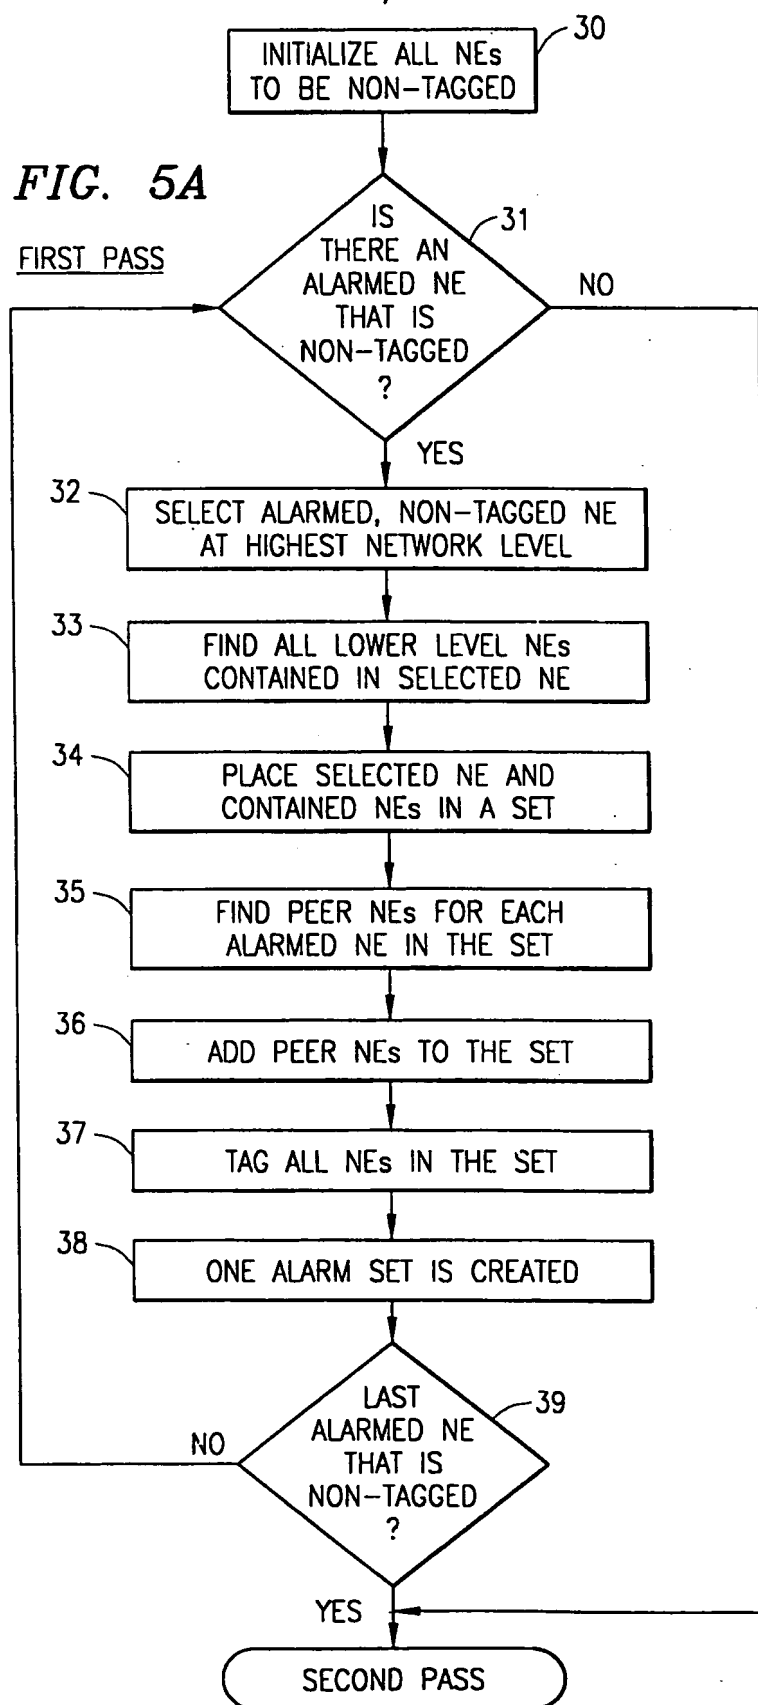 30
INITIALIZE ALL NEs
TO BE NON-TAGGED
FIG. 5A
FIRST PASS
31
IS
THERE AN
ALARMED NE
THAT IS
NON-TAGGED
?
NO
YES
32
SELECT ALARMED, NON-TAGGED NE
AT HIGHEST NETWORK LEVEL
33
FIND ALL LOWER LEVEL NEs
CONTAINED IN SELECTED NE
34
PLACE SELECTED NE AND
CONTAINED NEs IN A SET
35
FIND PEER NEs FOR EACH
ALARMED NE IN THE SET
36
ADD PEER NEs TO THE SET
37
TAG ALL NEs IN THE SET
38
ONE ALARM SET IS CREATED
39
LAST
ALARMED NE
THAT IS
NON-TAGGED
?
NO
YES
SECOND PASS